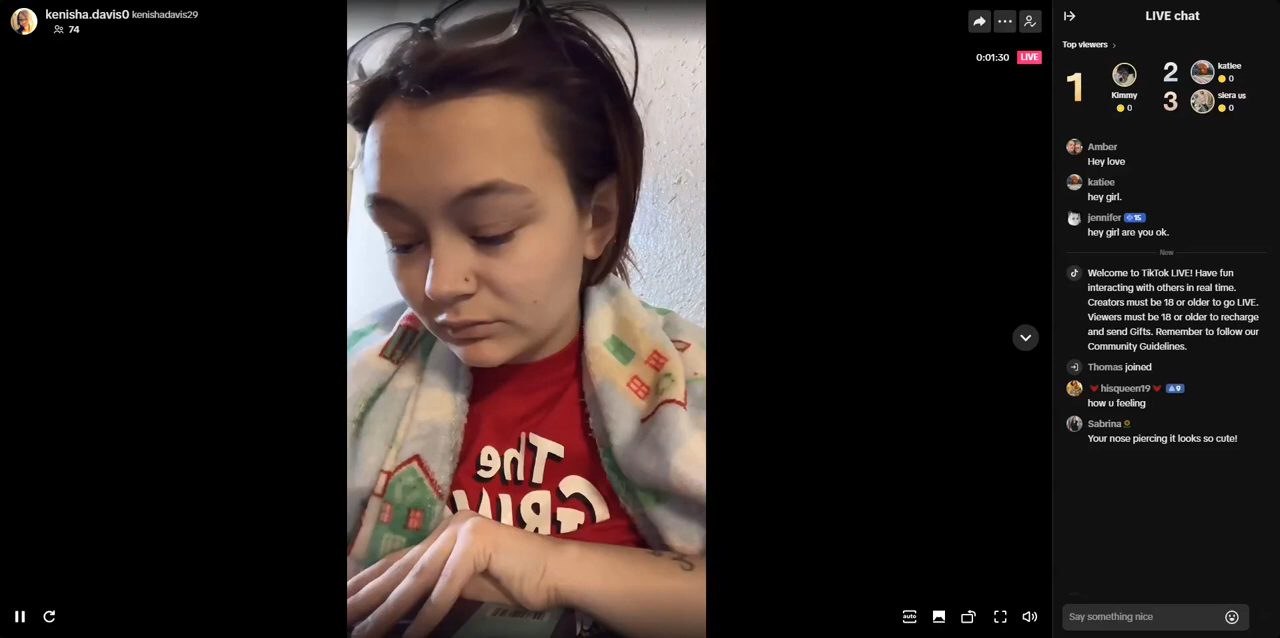 kenisha.davis0 kenishadavis29
74
0:01:30 LIVE
The
GRIN
LIVE chat
Top viewers
1
Kimmy
0
2
katiee
0
3
siera us
0
Amber
Hey love
katiee
hey girl.
jennifer 15
hey girl are you ok.
New
Welcome to TikTok LIVE! Have fun
interacting with others in real time.
Creators must be 18 or older to go LIVE.
Viewers must be 18 or older to recharge
and send Gifts. Remember to follow our
Community Guidelines.
Thomas joined
hisqueen19 9
how u feeling
Sabrina
Your nose piercing it looks so cute!
auto
Say something nice